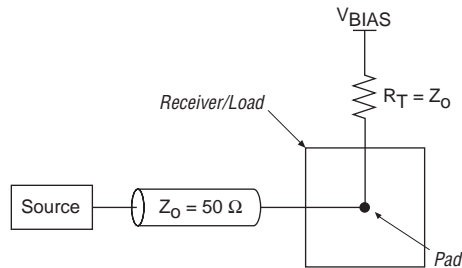 VBIAS
RT = Zo
Receiver/Load
Source
Zo = 50 Ω
Pad